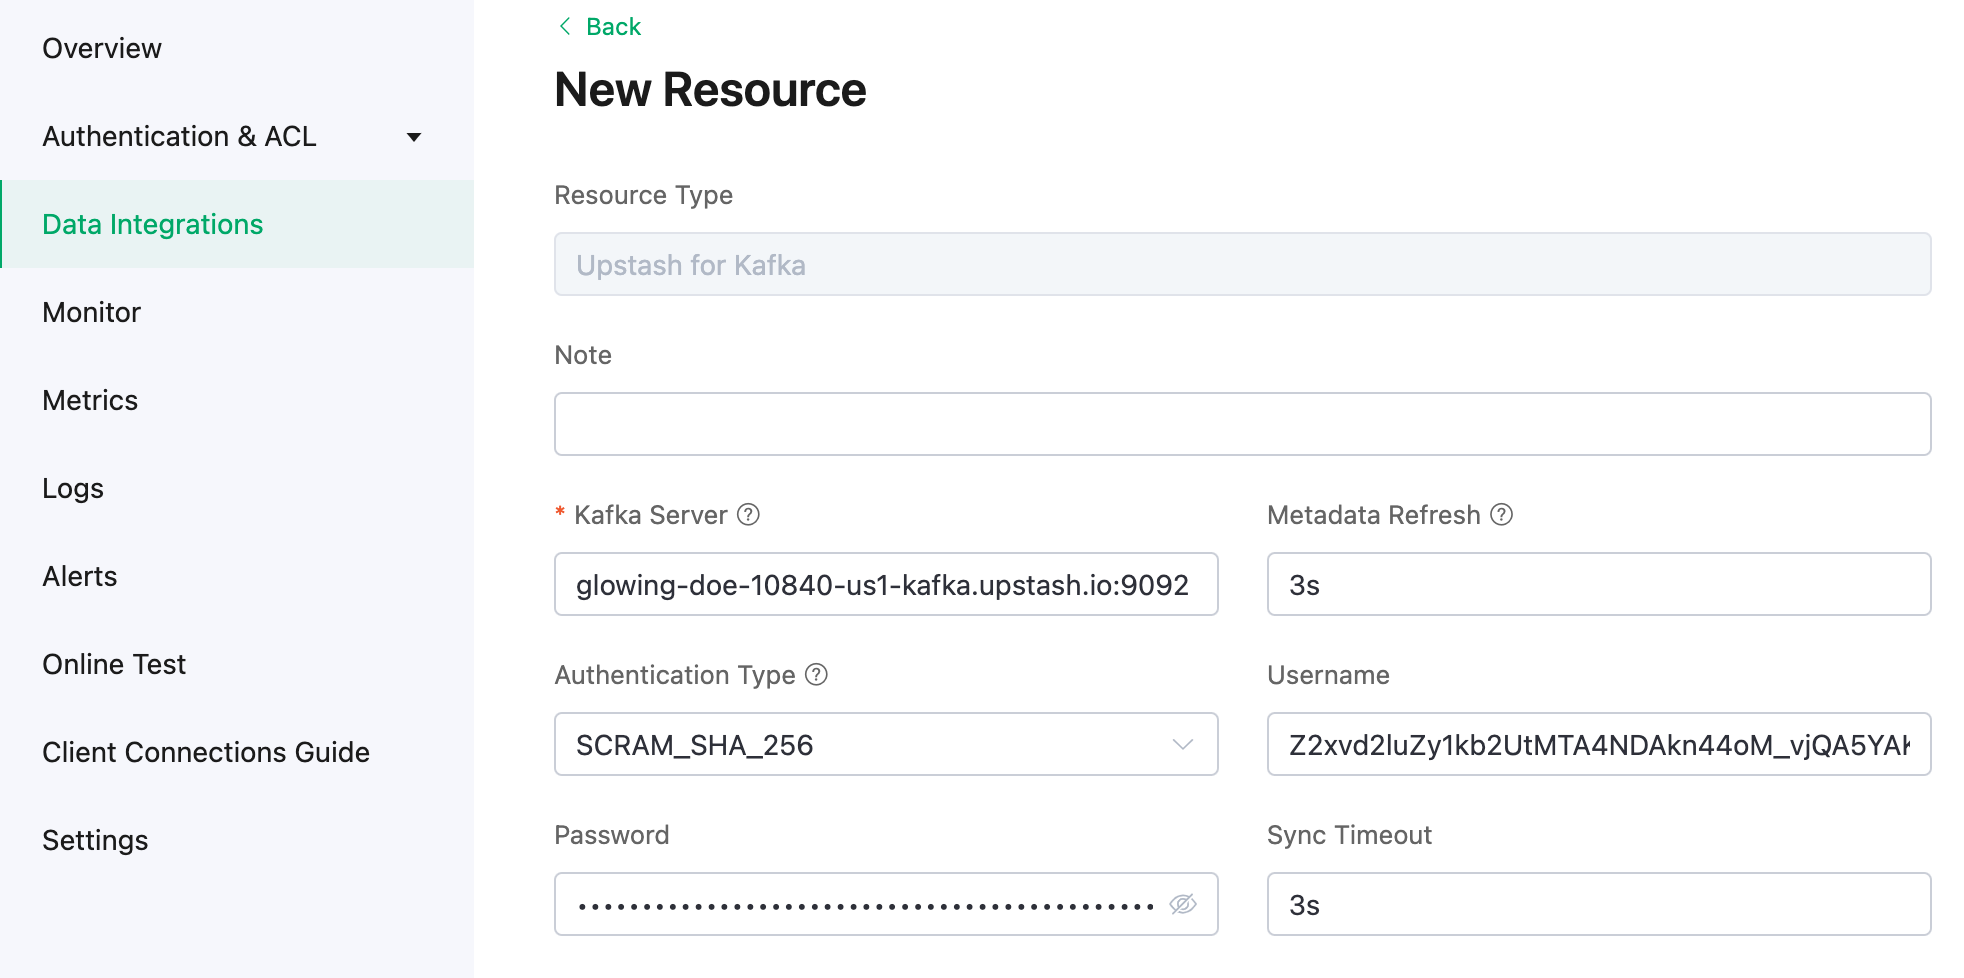 Overview
Authentication & ACL
Data Integrations
Monitor
Metrics
Logs
Alerts
Online Test
Client Connections Guide
Settings
Back
New Resource
Resource Type
Upstash for Kafka
Note
* Kafka Server
glowing-doe-10840-us1-kafka.upstash.io:9092
Metadata Refresh
3s
Authentication Type
SCRAM_SHA_256
Username
Z2xvd2luZy1kb2UtMTA4NDAkn44oM_vjQA5YAK
Password
Sync Timeout
3s